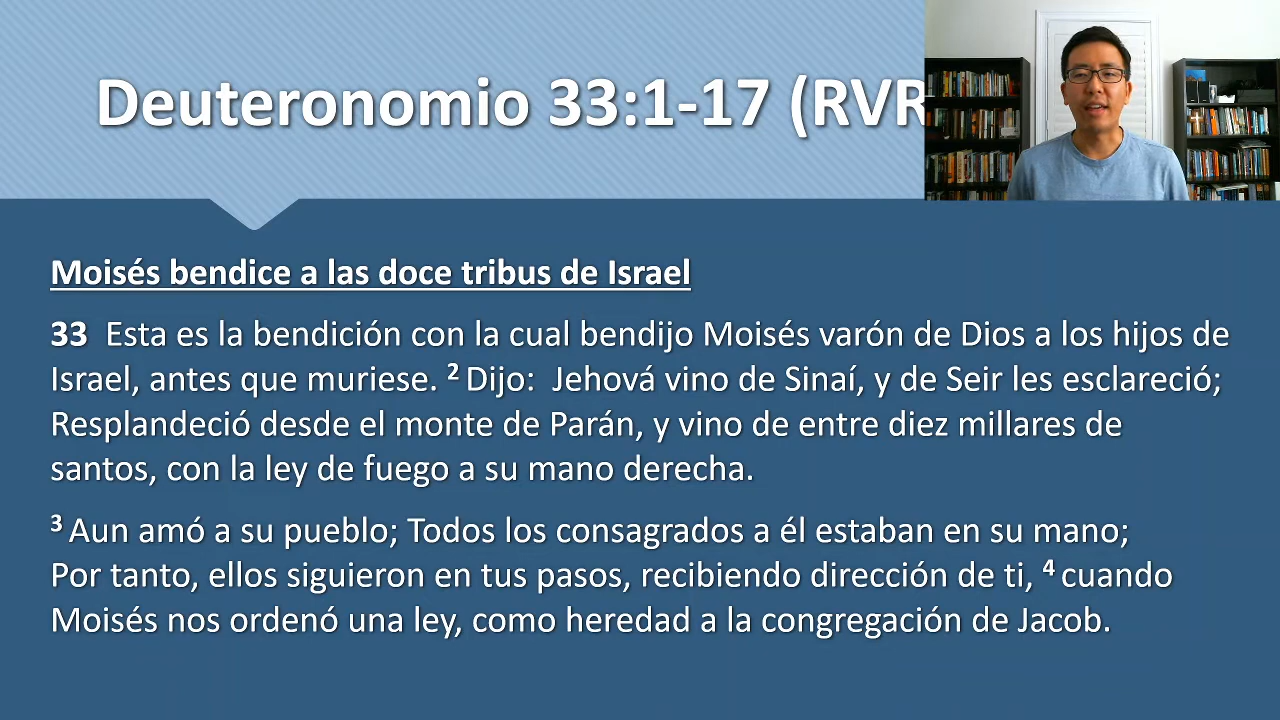 Deuteronomio 33:1-17 (RVR
Moisés bendice a las doce tribus de Israel
33 Esta es la bendición con la cual bendijo Moisés varón de Dios a los hijos de
Israel, antes que muriese. 2 Dijo: Jehová vino de Sinaí, y de Seir les esclareció;
Resplandeció desde el monte de Parán, y vino de entre diez millares de
santos, con la ley de fuego a su mano derecha.
3 Aun amó a su pueblo; Todos los consagrados a él estaban en su mano;
Por tanto, ellos siguieron en tus pasos, recibiendo dirección de ti, 4 cuando
Moisés nos ordenó una ley, como heredad a la congregación de Jacob.